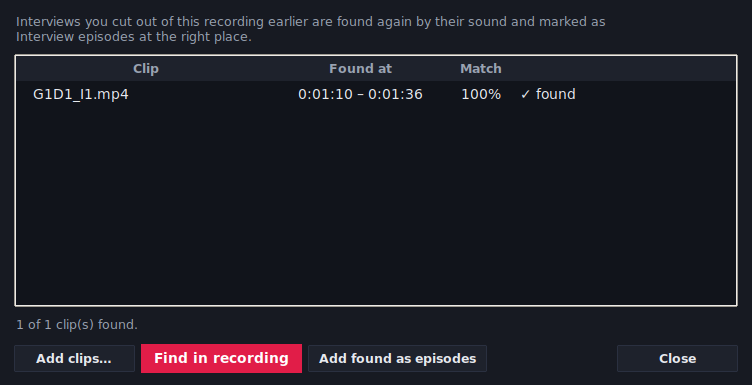 Interviews you cut out of this recording earlier are found again by their sound and marked as
Interview episodes at the right place.
Clip Found at Match
G1D1_I1.mp4 0:01:10 – 0:01:36 100% ✓ found
1 of 1 clip(s) found.
Add clips… Find in recording Add found as episodes Close